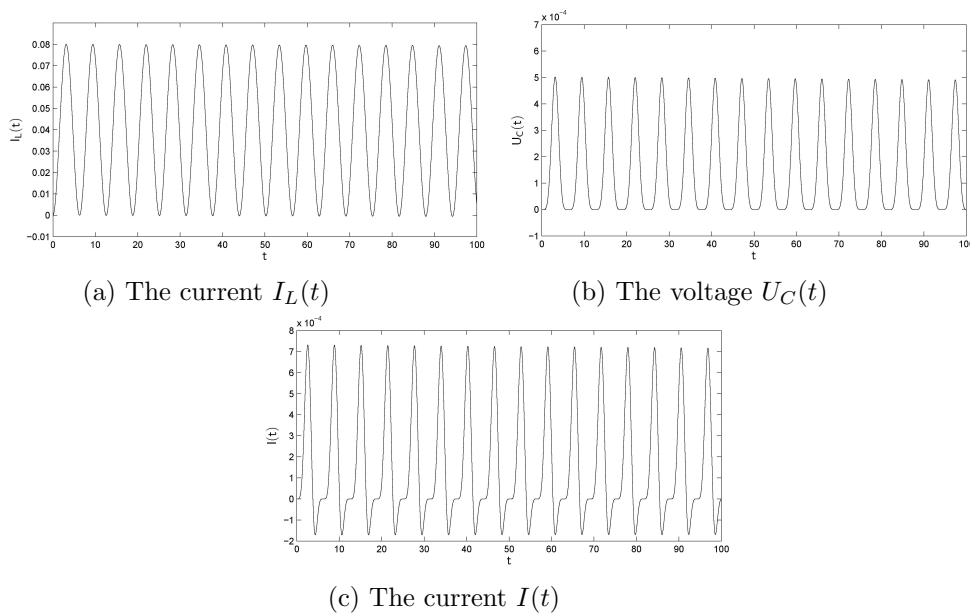 0.08
0.07
0.06
0.05
0.04
0.03
0.02
0.01
0
−0.01
I_L(t)
0 10 20 30 40 50 60 70 80 90 100
t
(a) The current I_L(t)
x 10^-4
7
6
5
4
3
2
1
0
−1
U_C(t)
0 10 20 30 40 50 60 70 80 90 100
t
(b) The voltage U_C(t)
x 10^-4
8
7
6
5
4
3
2
1
0
−1
−2
I(t)
0 10 20 30 40 50 60 70 80 90 100
t
(c) The current I(t)